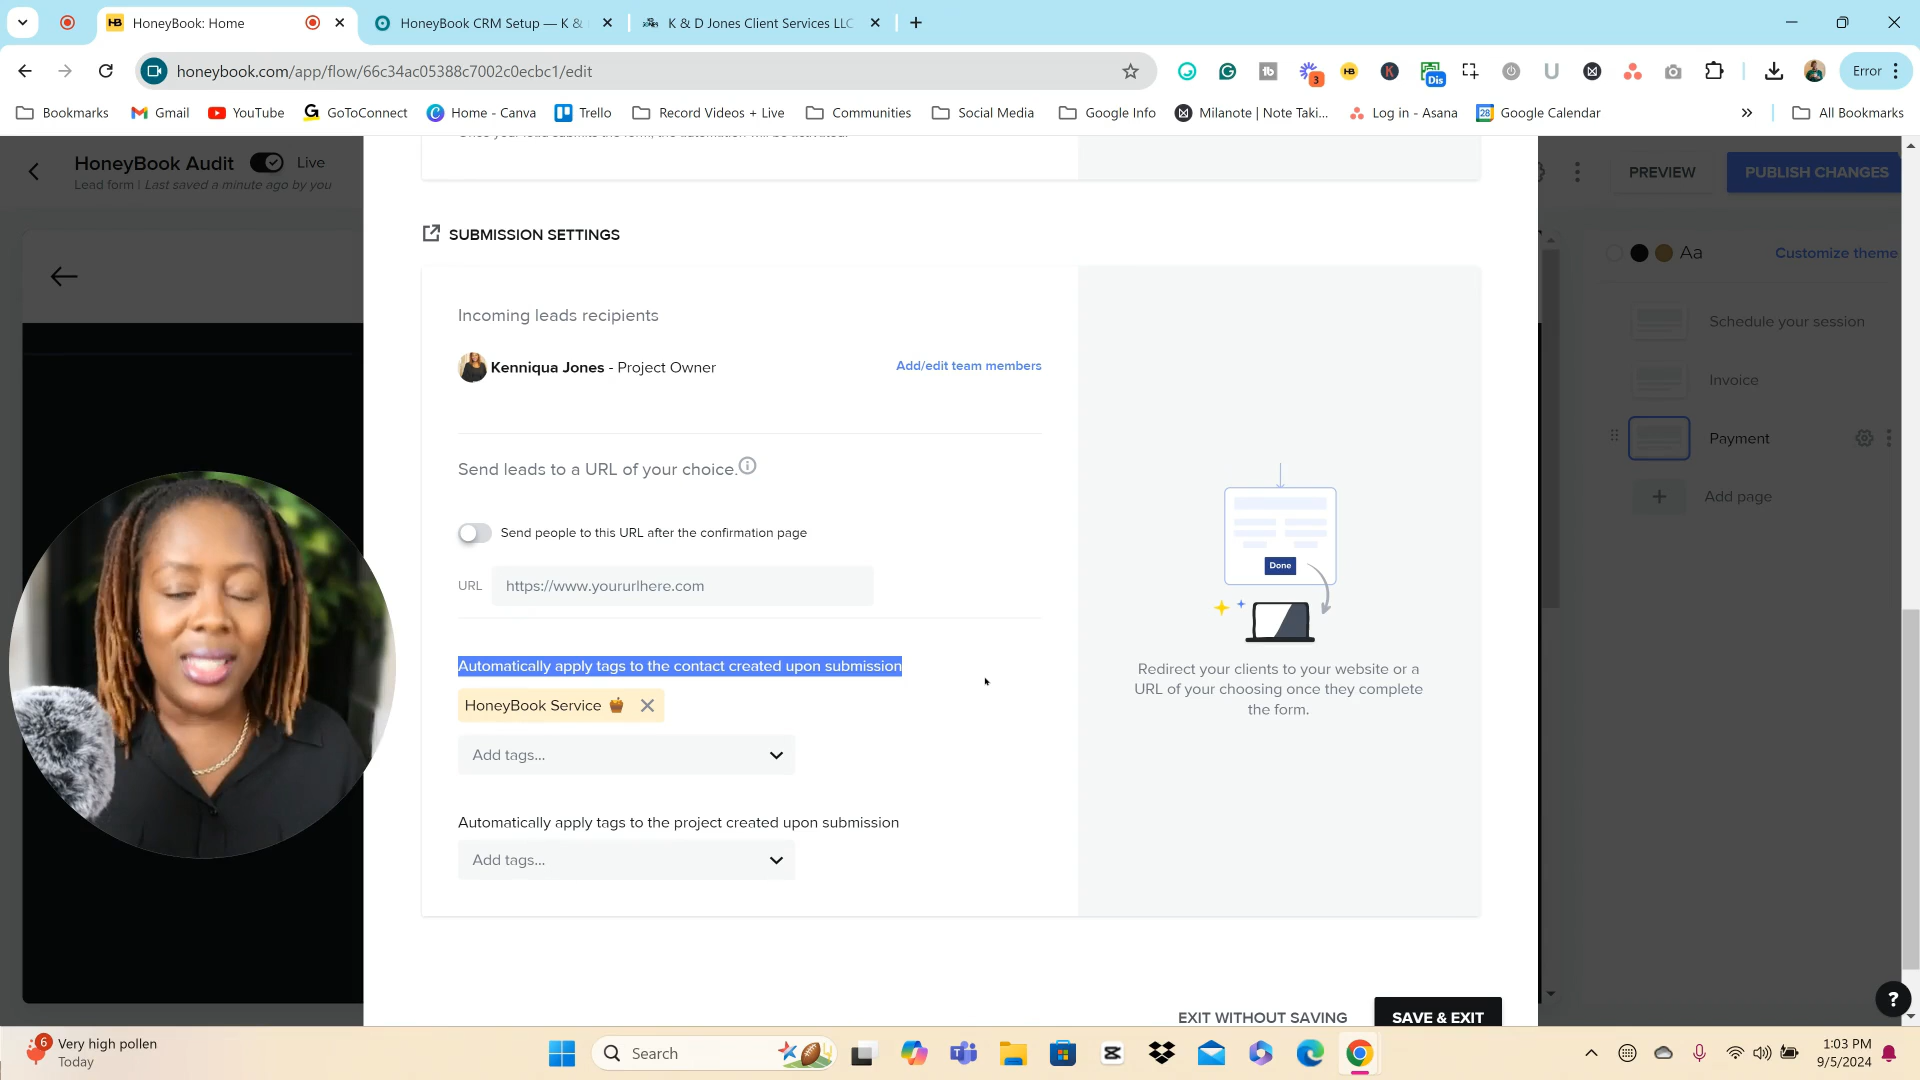 HoneyBook: Home
HoneyBook CRM Setup — K &
K & D Jones Client Services LLC
honeybook.com/app/flow/66c34ac05388c7002c0ecbc1/edit
3
HB
K
Dis
Error
Bookmarks
Gmail
YouTube
GoToConnect
Home - Canva
Trello
Record Videos + Live
Communities
Social Media
Google Info
Milanote | Note Taki...
Log in - Asana
28
Google Calendar
All Bookmarks
HoneyBook Audit
Live
Lead form | Last saved a minute ago by you
PREVIEW
PUBLISH CHANGES
SUBMISSION SETTINGS
Aa
Customize theme
Incoming leads recipients
Kenniqua Jones - Project Owner
Add/edit team members
Schedule your session
Invoice
Payment
Add page
Send leads to a URL of your choice.
Send people to this URL after the confirmation page
URL
https://www.yoururlhere.com
Done
Redirect your clients to your website or a
URL of your choosing once they complete
the form.
Automatically apply tags to the contact created upon submission
HoneyBook Service
Add tags...
Automatically apply tags to the project created upon submission
Add tags...
EXIT WITHOUT SAVING
SAVE & EXIT
?
6
Very high pollen
Today
Search
1:03 PM
9/5/2024